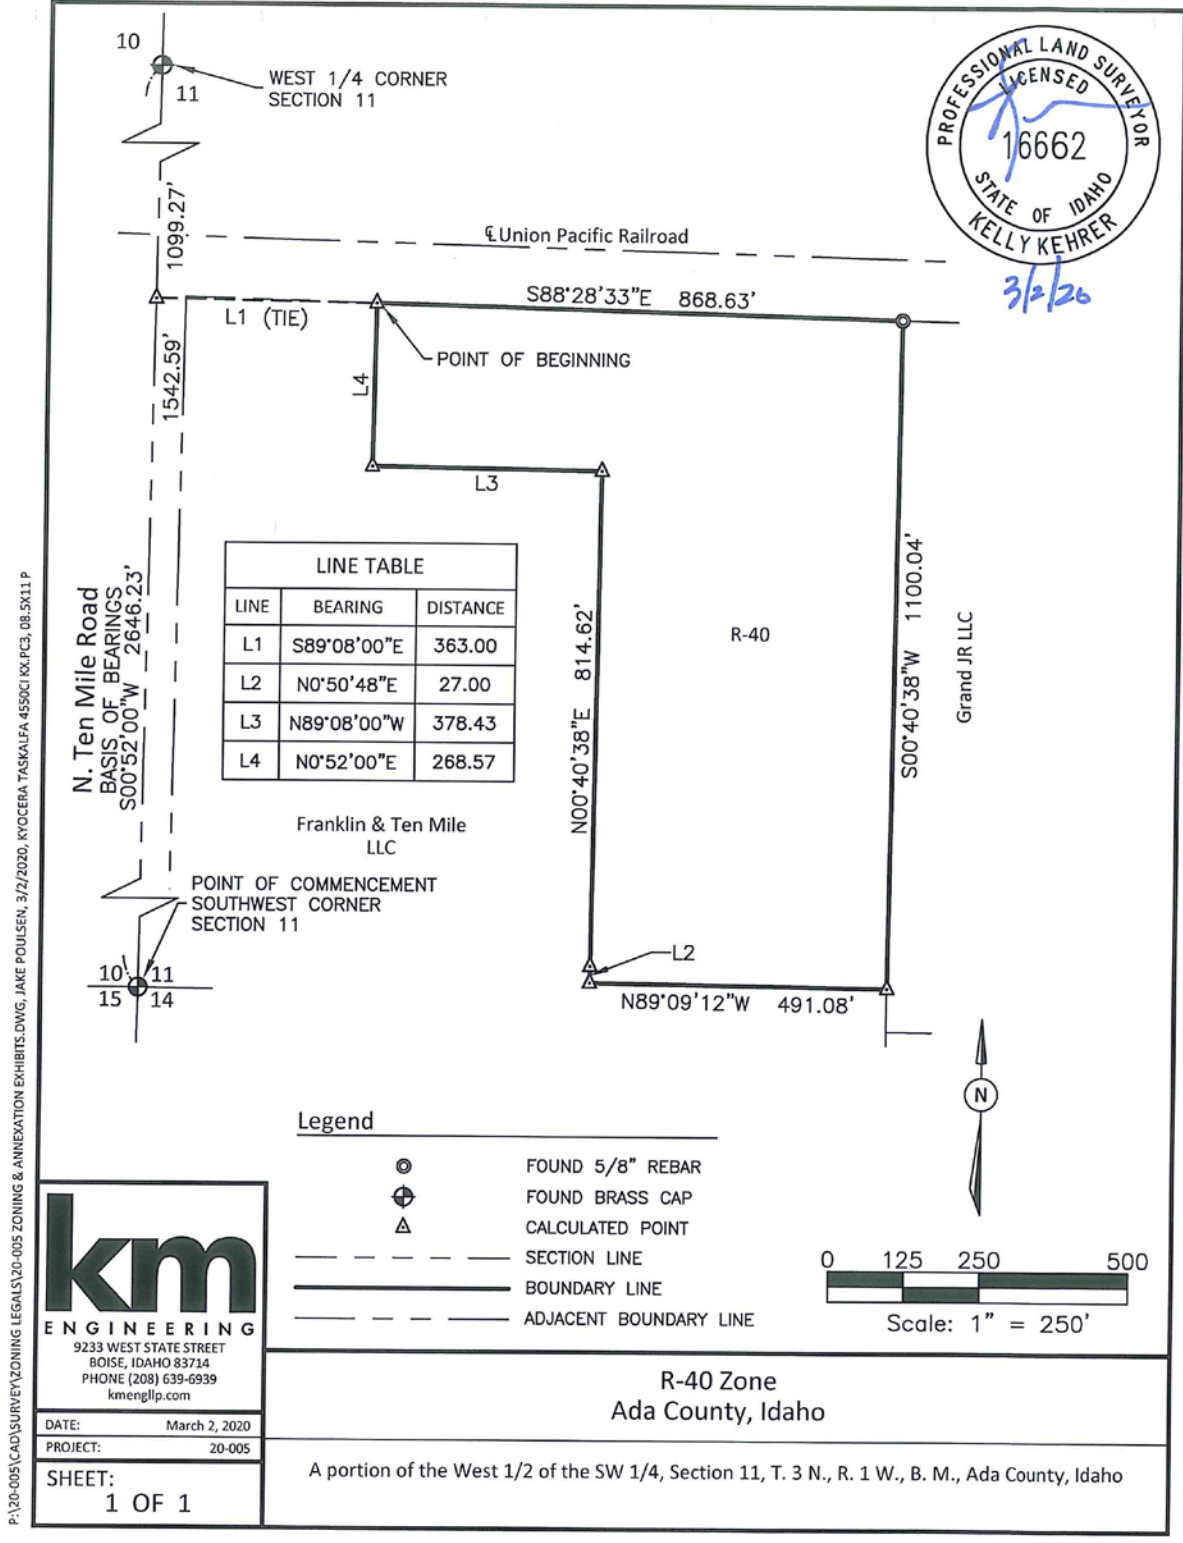 10
11
WEST 1/4 CORNER
SECTION 11
PROFESSIONAL LAND SURVEYOR
LICENSED
16662
STATE OF IDAHO
KELLY KEHRER
3/2/20
1099.27'
℄ Union Pacific Railroad
S88°28'33"E 868.63'
L1 (TIE)
POINT OF BEGINNING
1542.59'
L4
L3
LINE TABLE
LINE BEARING DISTANCE
L1 S89°08'00"E 363.00
L2 N0°50'48"E 27.00
L3 N89°08'00"W 378.43
L4 N0°52'00"E 268.57
N. Ten Mile Road
BASIS OF BEARINGS
S00°52'00"W 2646.23'
N00°40'38"E 814.62'
R-40
S00°40'38"W 1100.04'
Grand JR LLC
Franklin & Ten Mile
LLC
POINT OF COMMENCEMENT
SOUTHWEST CORNER
SECTION 11
10 11
15 14
L2
N89°09'12"W 491.08'
N
Legend
FOUND 5/8" REBAR
FOUND BRASS CAP
CALCULATED POINT
SECTION LINE
BOUNDARY LINE
ADJACENT BOUNDARY LINE
0 125 250 500
Scale: 1" = 250'
km
ENGINEERING
9233 WEST STATE STREET
BOISE, IDAHO 83714
PHONE (208) 639-6939
kmengllp.com
DATE: March 2, 2020
PROJECT: 20-005
SHEET:
1 OF 1
R-40 Zone
Ada County, Idaho
A portion of the West 1/2 of the SW 1/4, Section 11, T. 3 N., R. 1 W., B. M., Ada County, Idaho
P:\20-005\CAD\SURVEY\ZONING LEGALS\20-005 ZONING & ANNEXATION EXHIBITS.DWG, JAKE POULSEN, 3/2/2020, KYOCERA TASKALFA 4550CI KX.PC3, 08.5X11 P